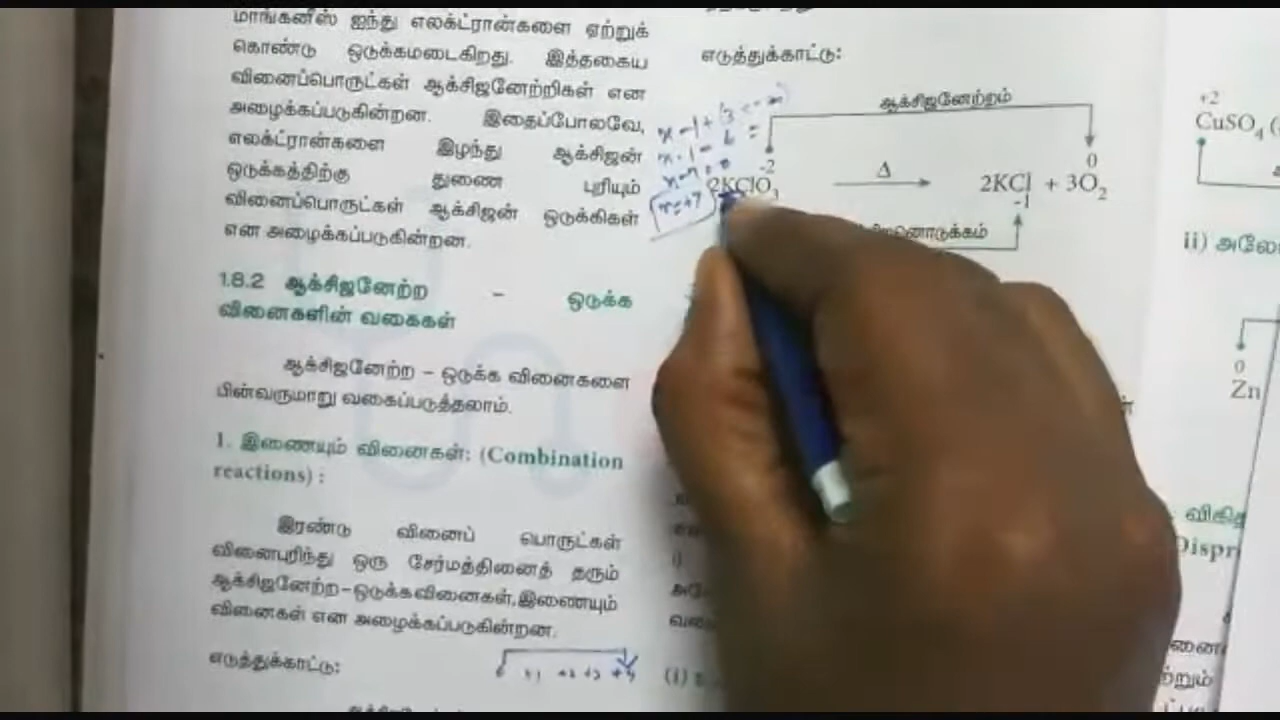 மாங்கனீஸ் ஐந்து எலக்ட்ரான்களை ஏற்றுக்
கொண்டு ஒடுக்கமடைகிறது. இத்தகைய
வினைப்பொருட்கள் ஆக்சிஜனேற்றிகள் என
அழைக்கப்படுகின்றன. இதைப்போலவே,
எலக்ட்ரான்களை இழந்து ஆக்சிஜன்
ஒடுக்கத்திற்கு துணை புரியும்
வினைப்பொருட்கள் ஆக்சிஜன் ஒடுக்கிகள்
என அழைக்கப்படுகின்றன.
1.8.2 ஆக்சிஜனேற்ற – ஒடுக்க
வினைகளின் வகைகள்
ஆக்சிஜனேற்ற – ஒடுக்க வினைகளை
பின்வருமாறு வகைப்படுத்தலாம்.
1. இணையும் வினைகள்: (Combination
reactions) :
இரண்டு வினைப் பொருட்கள்
வினைபுரிந்து ஒரு சேர்மத்தினைத் தரும்
ஆக்சிஜனேற்ற–ஒடுக்கவினைகள்,இணையும்
வினைகள் என அழைக்கப்படுகின்றன.
எடுத்துக்காட்டு:
எடுத்துக்காட்டு:
ஆக்சிஜனேற்றம்
-2 0
2KClO3 Δ 2KCl + 3O2
-1
x=+7
(i)
+2
CuSO4
ii)
0
Zn